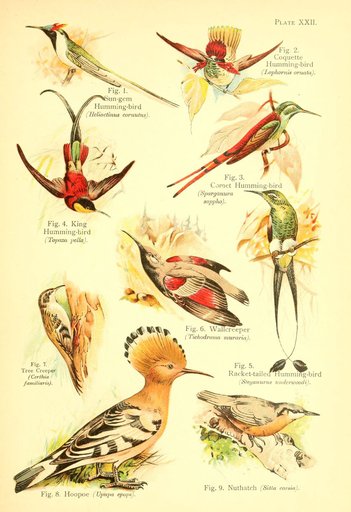 PLATE XXII.
Fig. 1.
Sun-gem
Humming-bird
(Heliactinus cornutus).
Fig. 2.
Coquette
Humming-bird
(Lophornis ornata).
Fig. 3.
Comet Humming-bird
(Sparganura
sappho).
Fig. 4. King
Humming-bird
(Topaza pella).
Fig. 5.
Racket-tailed Humming-bird
(Steganurus underwoodi).
Fig. 6. Wallcreeper
(Tichodroma muraria).
Fig. 7.
Tree Creeper
(Certhia
familiaris).
Fig. 8. Hoopoe (Upupa epops).
Fig. 9. Nuthatch (Sitta caesia).